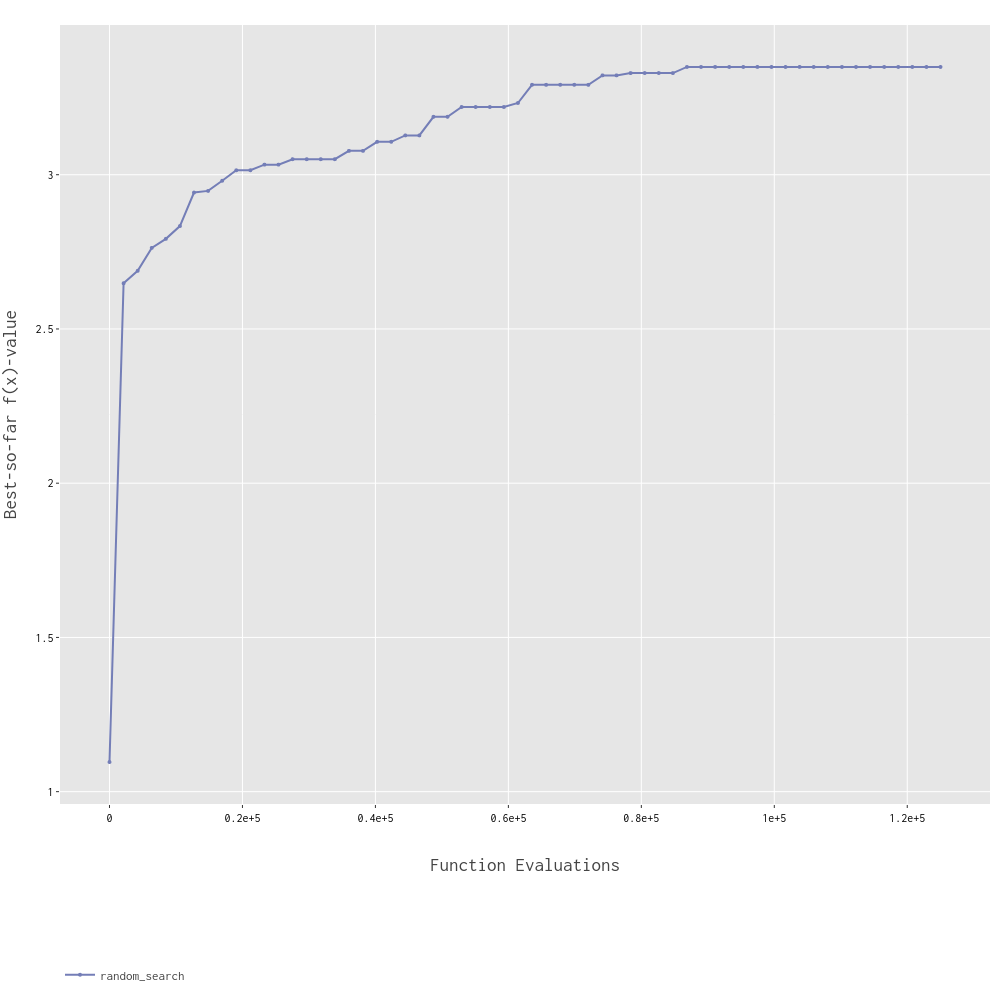 Best-so-far f(x)-value
3
2.5
2
1.5
1
0 0.2e+5 0.4e+5 0.6e+5 0.8e+5 1e+5 1.2e+5
Function Evaluations
random_search